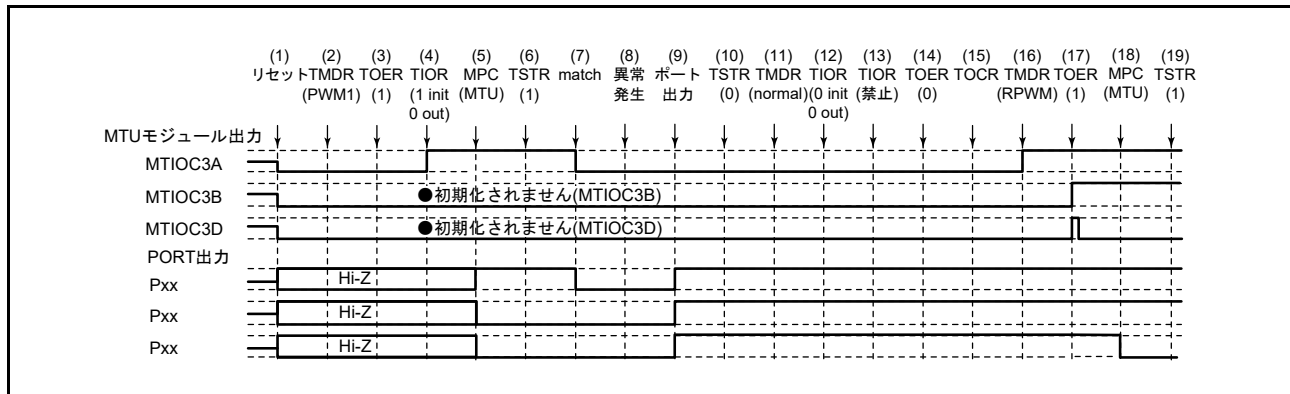 (1) (2) (3) (4) (5) (6) (7) (8) (9) (10) (11) (12) (13) (14) (15) (16) (17) (18) (19)
リセット TMDR TOER TIOR MPC TSTR match 異常 ポート TSTR TMDR TIOR TIOR TOER TOCR TMDR TOER MPC TSTR
(PWM1) (1) (1 init (MTU) (1) 発生 出力 (0) (normal) (0 init (禁止) (0) (RPWM) (1) (MTU) (1)
0 out) 0 out)
MTUモジュール出力
MTIOC3A
MTIOC3B ●初期化されません(MTIOC3B)
MTIOC3D ●初期化されません(MTIOC3D)
PORT出力
Pxx Hi-Z
Pxx Hi-Z
Pxx Hi-Z